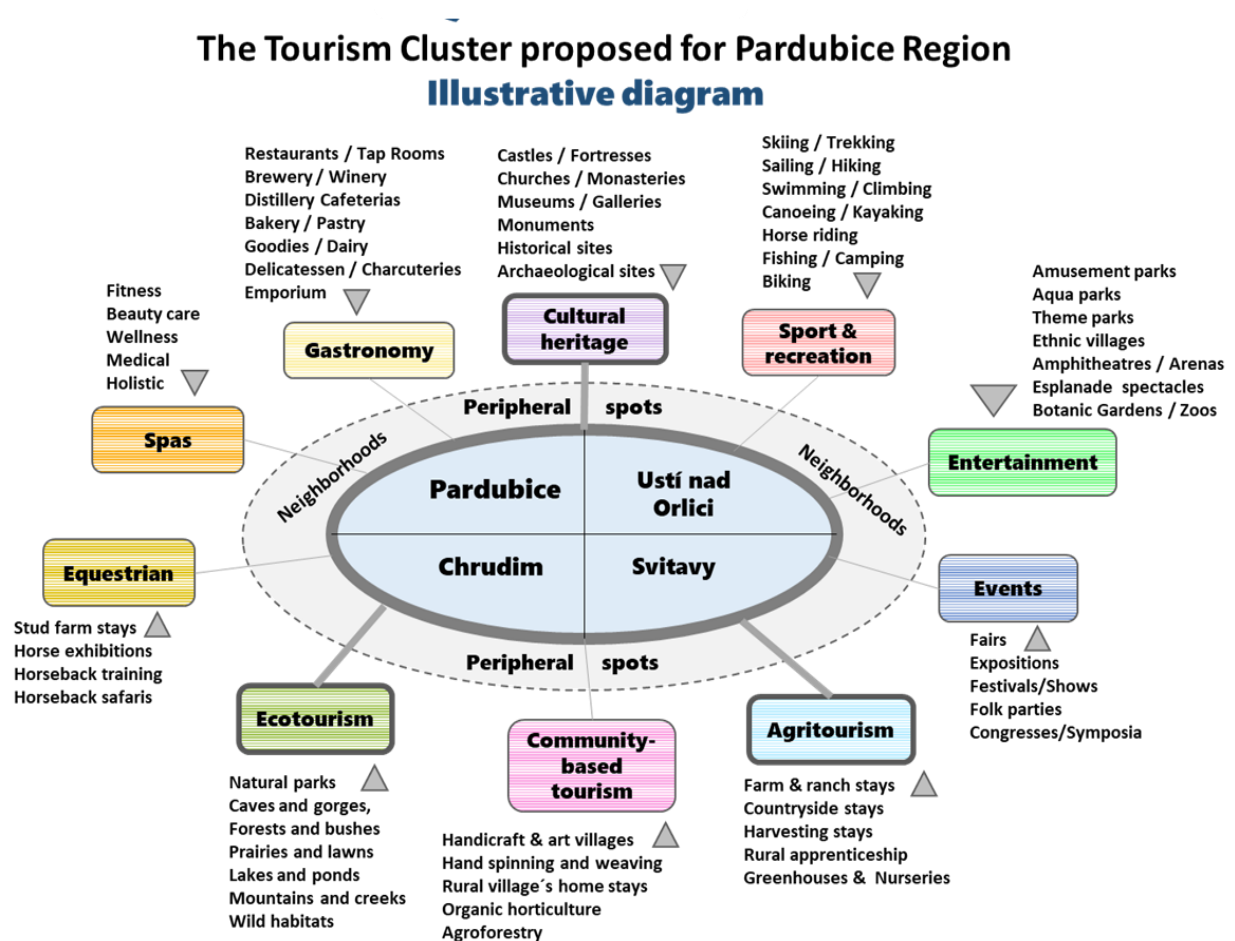 The Tourism Cluster proposed for Pardubice Region
Illustrative diagram
Restaurants / Tap Rooms
Brewery / Winery
Distillery Cafeterias
Bakery / Pastry
Goodies / Dairy
Delicatessen / Charcuteries
Emporium
Castles / Fortresses
Churches / Monasteries
Museums / Galleries
Monuments
Historical sites
Archaeological sites
Skiing / Trekking
Sailing / Hiking
Swimming / Climbing
Canoeing / Kayaking
Horse riding
Fishing / Camping
Biking
Amusement parks
Aqua parks
Theme parks
Ethnic villages
Amphitheatres / Arenas
Esplanade spectacles
Botanic Gardens / Zoos
Fitness
Beauty care
Wellness
Medical
Holistic
Gastronomy
Cultural
heritage
Sport &
recreation
Spas
Entertainment
Peripheral spots
Neighborhoods
Neighborhoods
Pardubice
Ustí nad
Orlici
Chrudim
Svitavy
Peripheral spots
Equestrian
Stud farm stays
Horse exhibitions
Horseback training
Horseback safaris
Events
Fairs
Expositions
Festivals/Shows
Folk parties
Congresses/Symposia
Ecotourism
Natural parks
Caves and gorges,
Forests and bushes
Prairies and lawns
Lakes and ponds
Mountains and creeks
Wild habitats
Community-
based
tourism
Handicraft & art villages
Hand spinning and weaving
Rural village´s home stays
Organic horticulture
Agroforestry
Agritourism
Farm & ranch stays
Countryside stays
Harvesting stays
Rural apprenticeship
Greenhouses & Nurseries